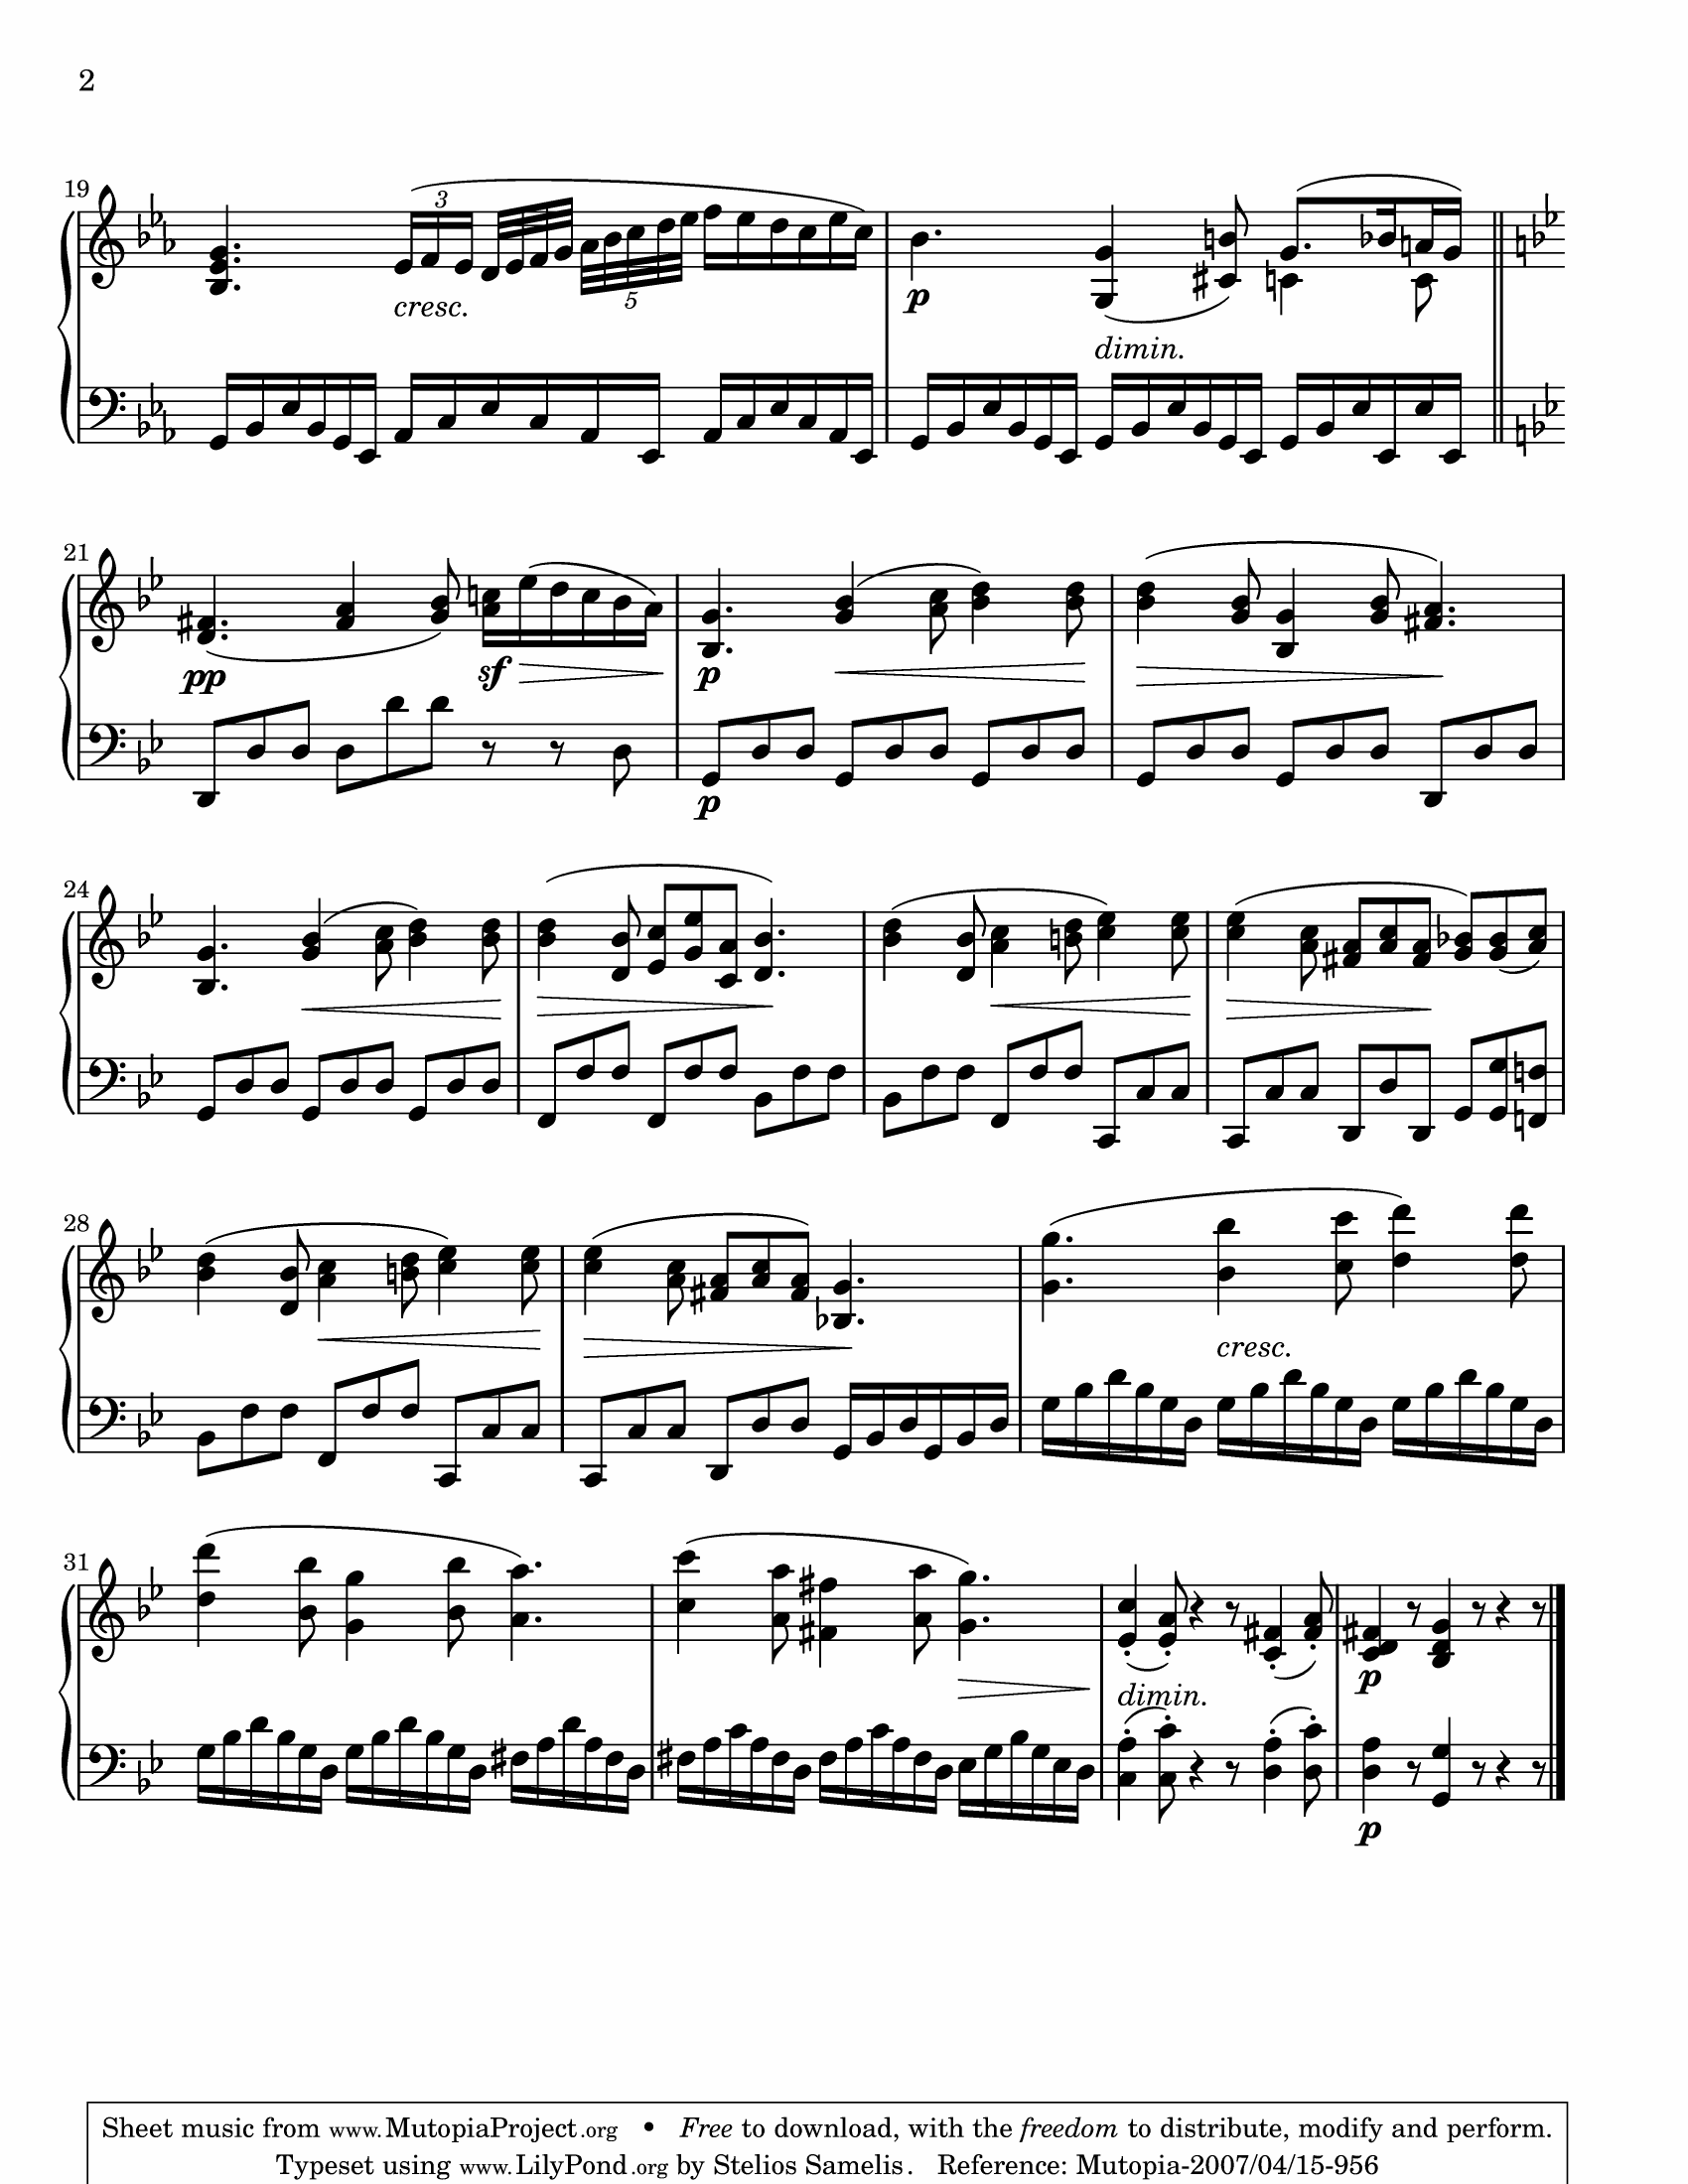 2
19
3
cresc.
5
p
dimin.
21
pp
sf
p
p
24
28
cresc.
31
dimin.
p
p
Sheet music from www.MutopiaProject.org • Free to download, with the freedom to distribute, modify and perform.
Typeset using www.LilyPond.org by Stelios Samelis. Reference: Mutopia-2007/04/15-956